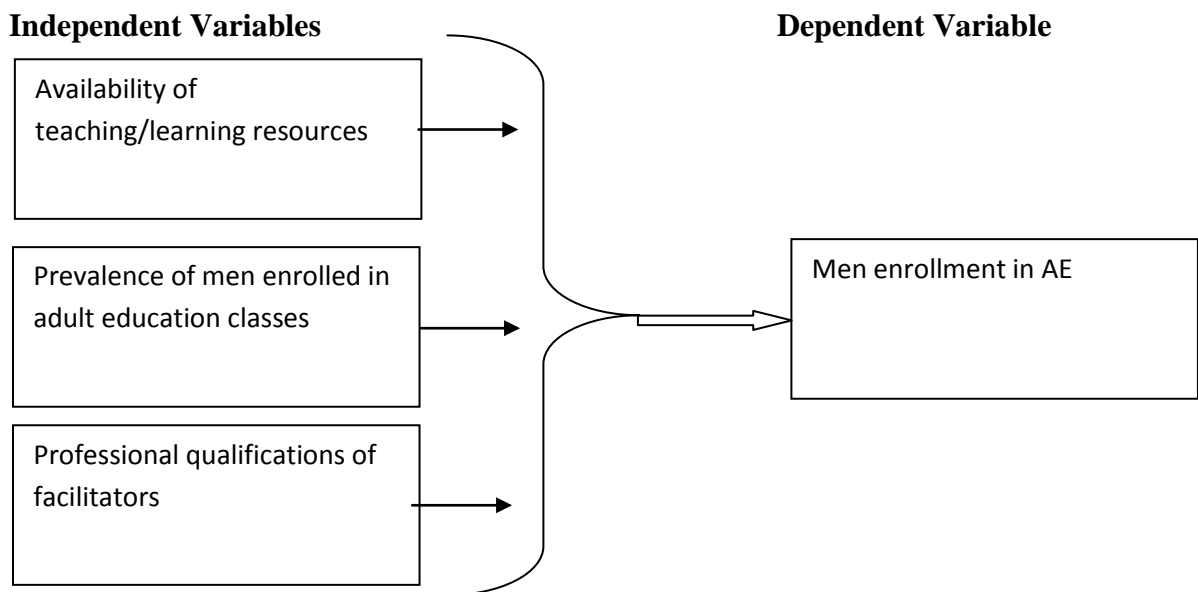 Independent Variables
Dependent Variable
Availability of
teaching/learning resources
Prevalence of men enrolled in
adult education classes
Men enrollment in AE
Professional qualifications of
facilitators